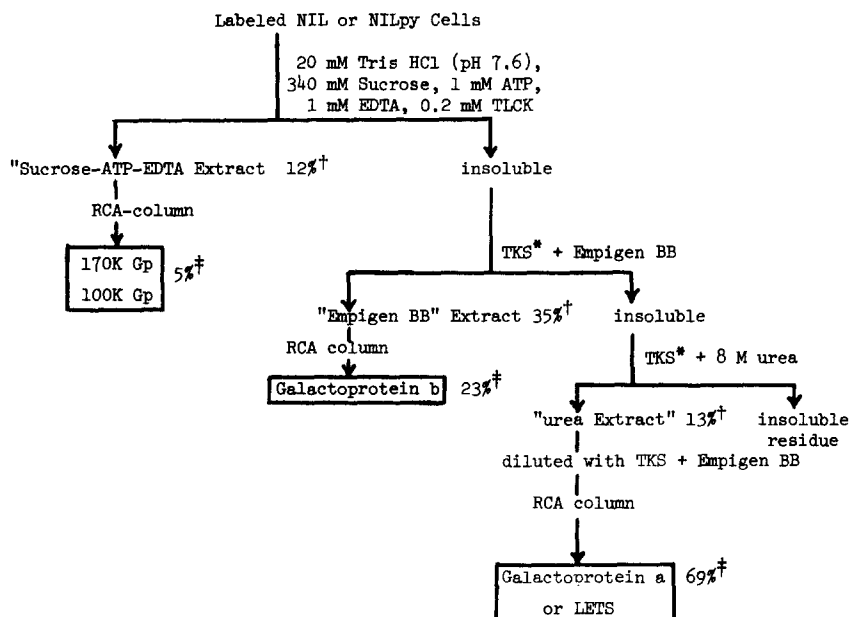 Labeled NIL or NILpy Cells
20 mM Tris HCl (pH 7.6),
340 mM Sucrose, 1 mM ATP,
1 mM EDTA, 0.2 mM TLCK
"Sucrose-ATP-EDTA Extract 12%†
insoluble
RCA-column
170K Gp
100K Gp
5%‡
TKS* + Empigen BB
"Empigen BB" Extract 35%†
insoluble
RCA column
Galactoprotein b 23%‡
TKS* + 8 M urea
"urea Extract" 13%†
insoluble
residue
diluted with TKS + Empigen BB
RCA column
Galactoprotein a
or LETS
69%‡